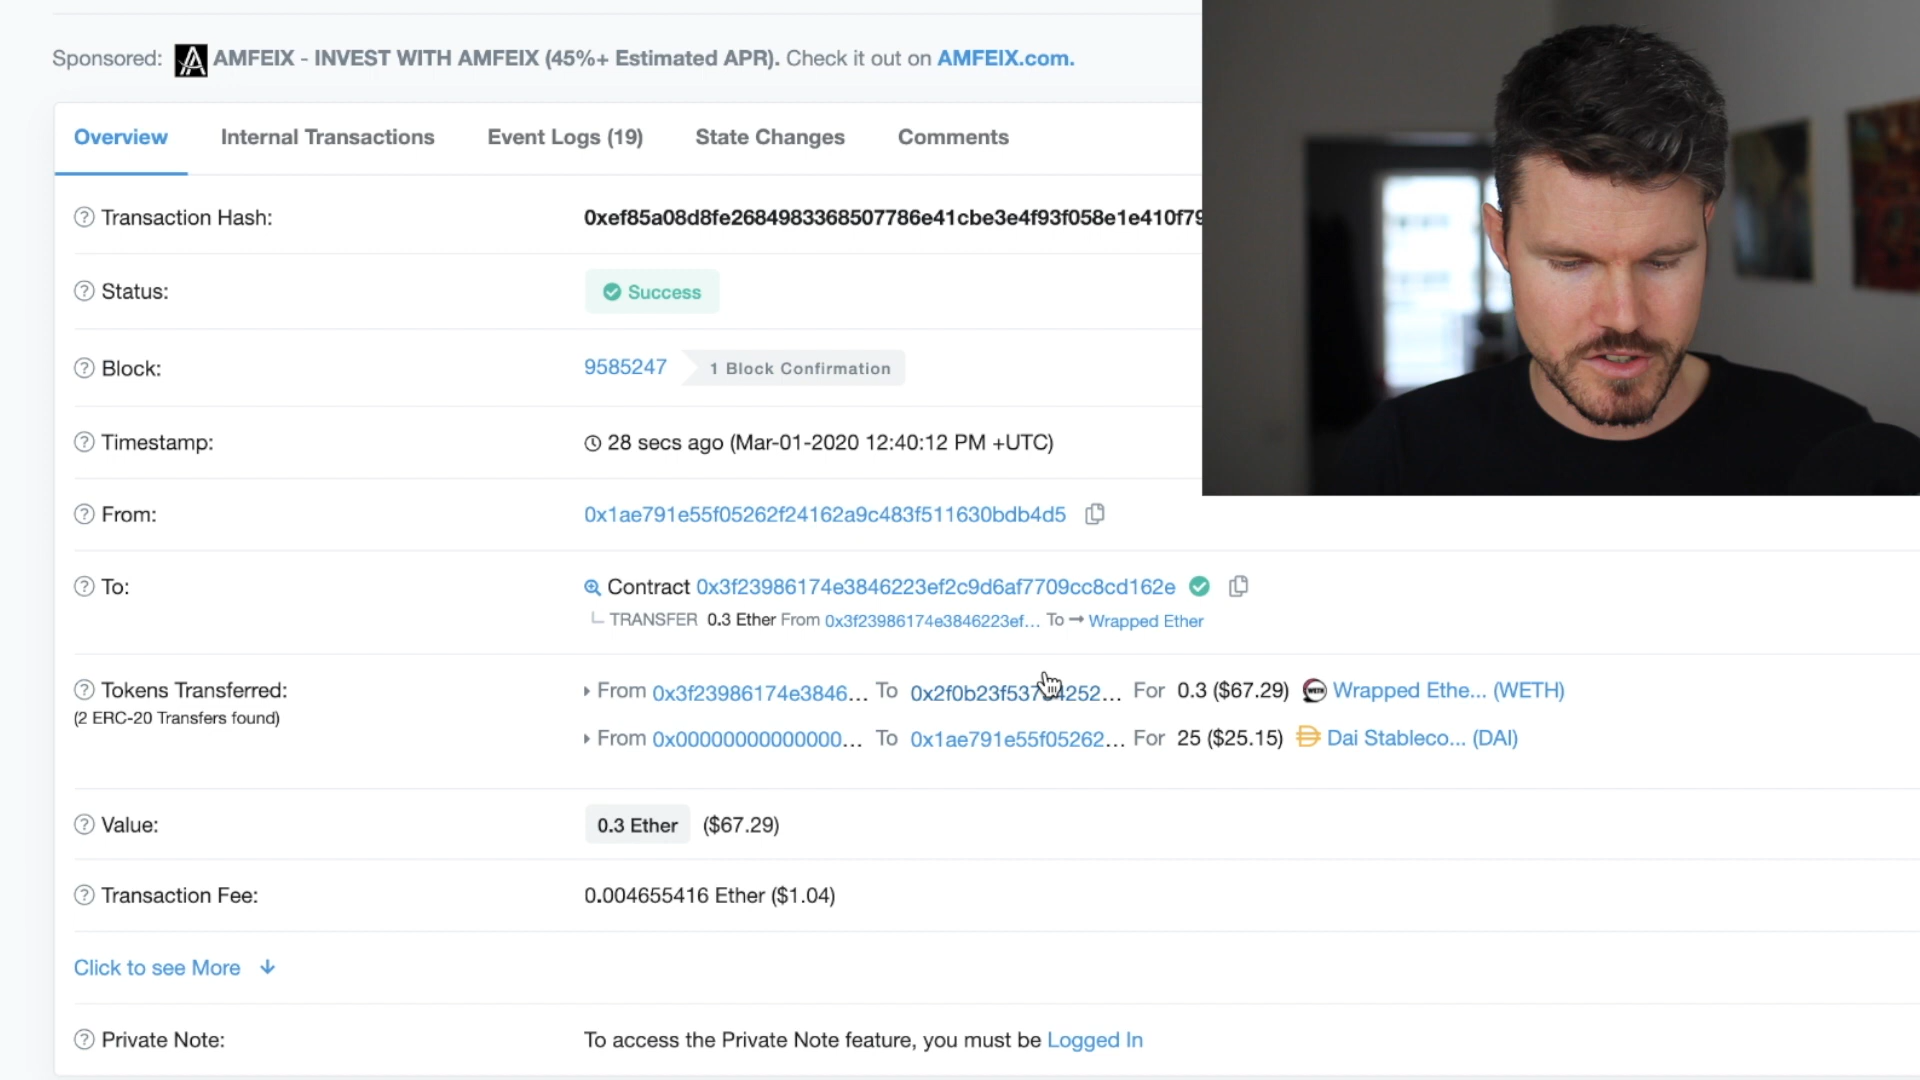 Sponsored: AMFEIX - INVEST WITH AMFEIX (45%+ Estimated APR). Check it out on AMFEIX.com.
Overview Internal Transactions Event Logs (19) State Changes Comments
Transaction Hash: 0xef85a08d8fe2684983368507786e41cbe3e4f93f058e1e410f79
Status: Success
Block: 9585247 1 Block Confirmation
Timestamp: 28 secs ago (Mar-01-2020 12:40:12 PM +UTC)
From: 0x1ae791e55f05262f24162a9c483f511630bdb4d5
To: Contract 0x3f23986174e3846223ef2c9d6af7709cc8cd162e
TRANSFER 0.3 Ether From 0x3f23986174e3846223ef... To → Wrapped Ether
Tokens Transferred: From 0x3f23986174e3846... To For 0.3 ($67.29) Wrapped Ethe... (WETH)
(2 ERC-20 Transfers found)
From 0x00000000000000... To 0x1ae791e55f05262... For 25 ($25.15) Dai Stableco... (DAI)
Value: 0.3 Ether ($67.29)
Transaction Fee: 0.004655416 Ether ($1.04)
Click to see More
Private Note: To access the Private Note feature, you must be Logged In